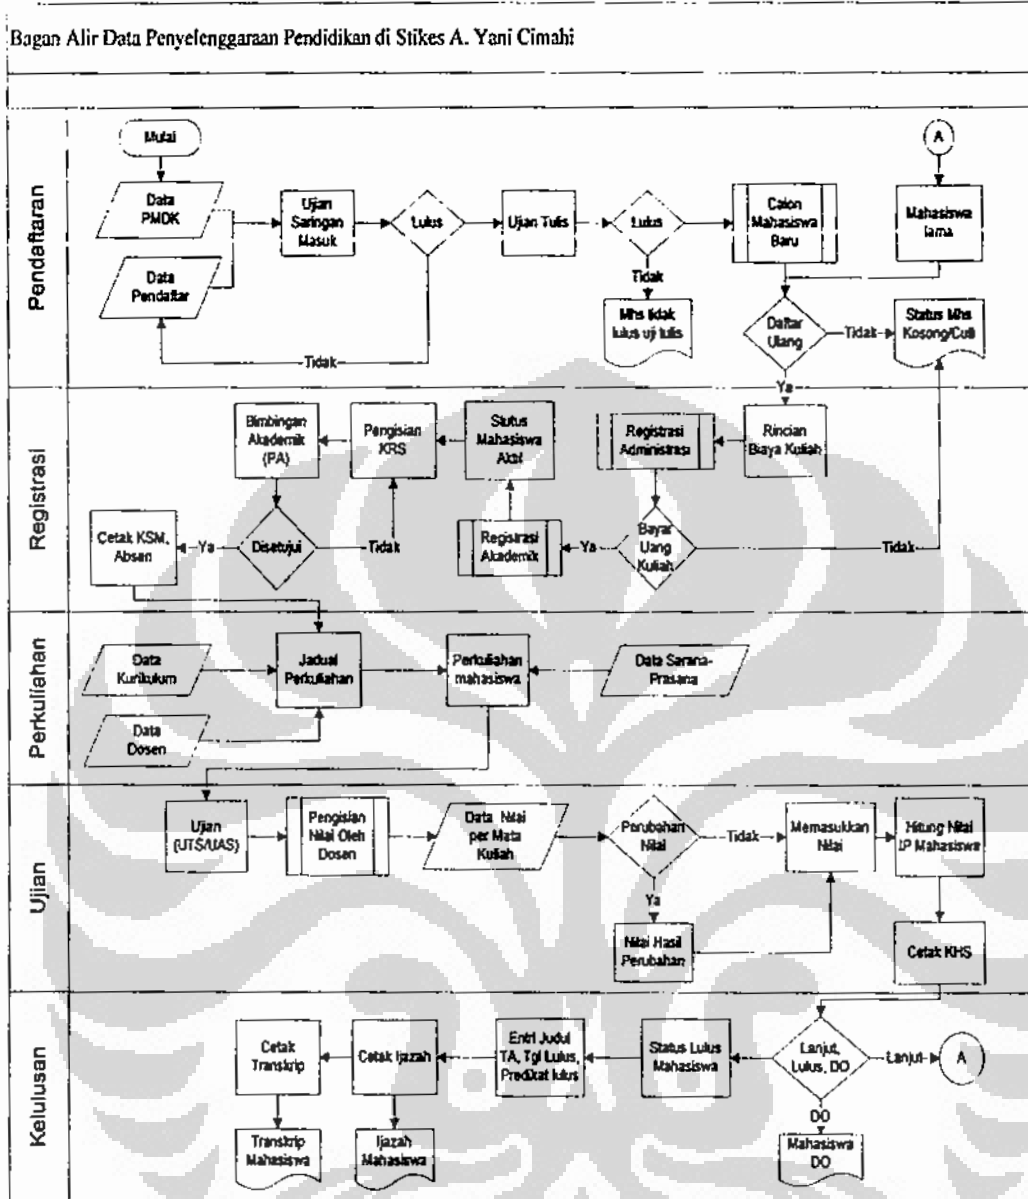 Bagan Alir Data Penyelenggaraan Pendidikan di Stikes A. Yani Cimahi
Pendaftaran
Mulai
A
Data
PMDK
Ujian
Saringan
Masuk
Lulus
Ujian Tulis
Lulus
Calon
Mahasiswa
Baru
Mahasiswa
lama
Data
Pendaftar
Tidak
Mhs tidak
lulus uji tulis
Daftar
Ulang
Tidak
Status Mhs
Kosong/Cuti
Tidak
Ya
Registrasi
Bimbingan
Akademik
(PA)
Pengisian
KRS
Status
Mahasiswa
Aktif
Registrasi
Administrasi
Rincian
Biaya Kuliah
Cetak KSM,
Absen
Ya
Disetujui
Tidak
Registrasi
Akademik
Ya
Bayar
Uang
Kuliah
Tidak
Perkuliahan
Data
Kurikulum
Jadual
Perkuliahan
Perkuliahan
mahasiswa
Data Sarana-
Prasana
Data
Dosen
Ujian
Ujian
(UTS/UAS)
Pengisian
Nilai Oleh
Dosen
Data Nilai
per Mata
Kuliah
Perubahan
Nilai
Tidak
Memasukkan
Nilai
Hitung Nilai
IP Mahasiswa
Ya
Nilai Hasil
Perubahan
Cetak KHS
Kelulusan
Cetak
Transkrip
Cetak Ijazah
Entri Judul
TA, Tgl Lulus,
Predikat lulus
Status Lulus
Mahasiswa
Lanjut,
Lulus, DO
Lanjut
A
DO
Transkrip
Mahasiswa
Ijazah
Mahasiswa
Mahasiswa
DO